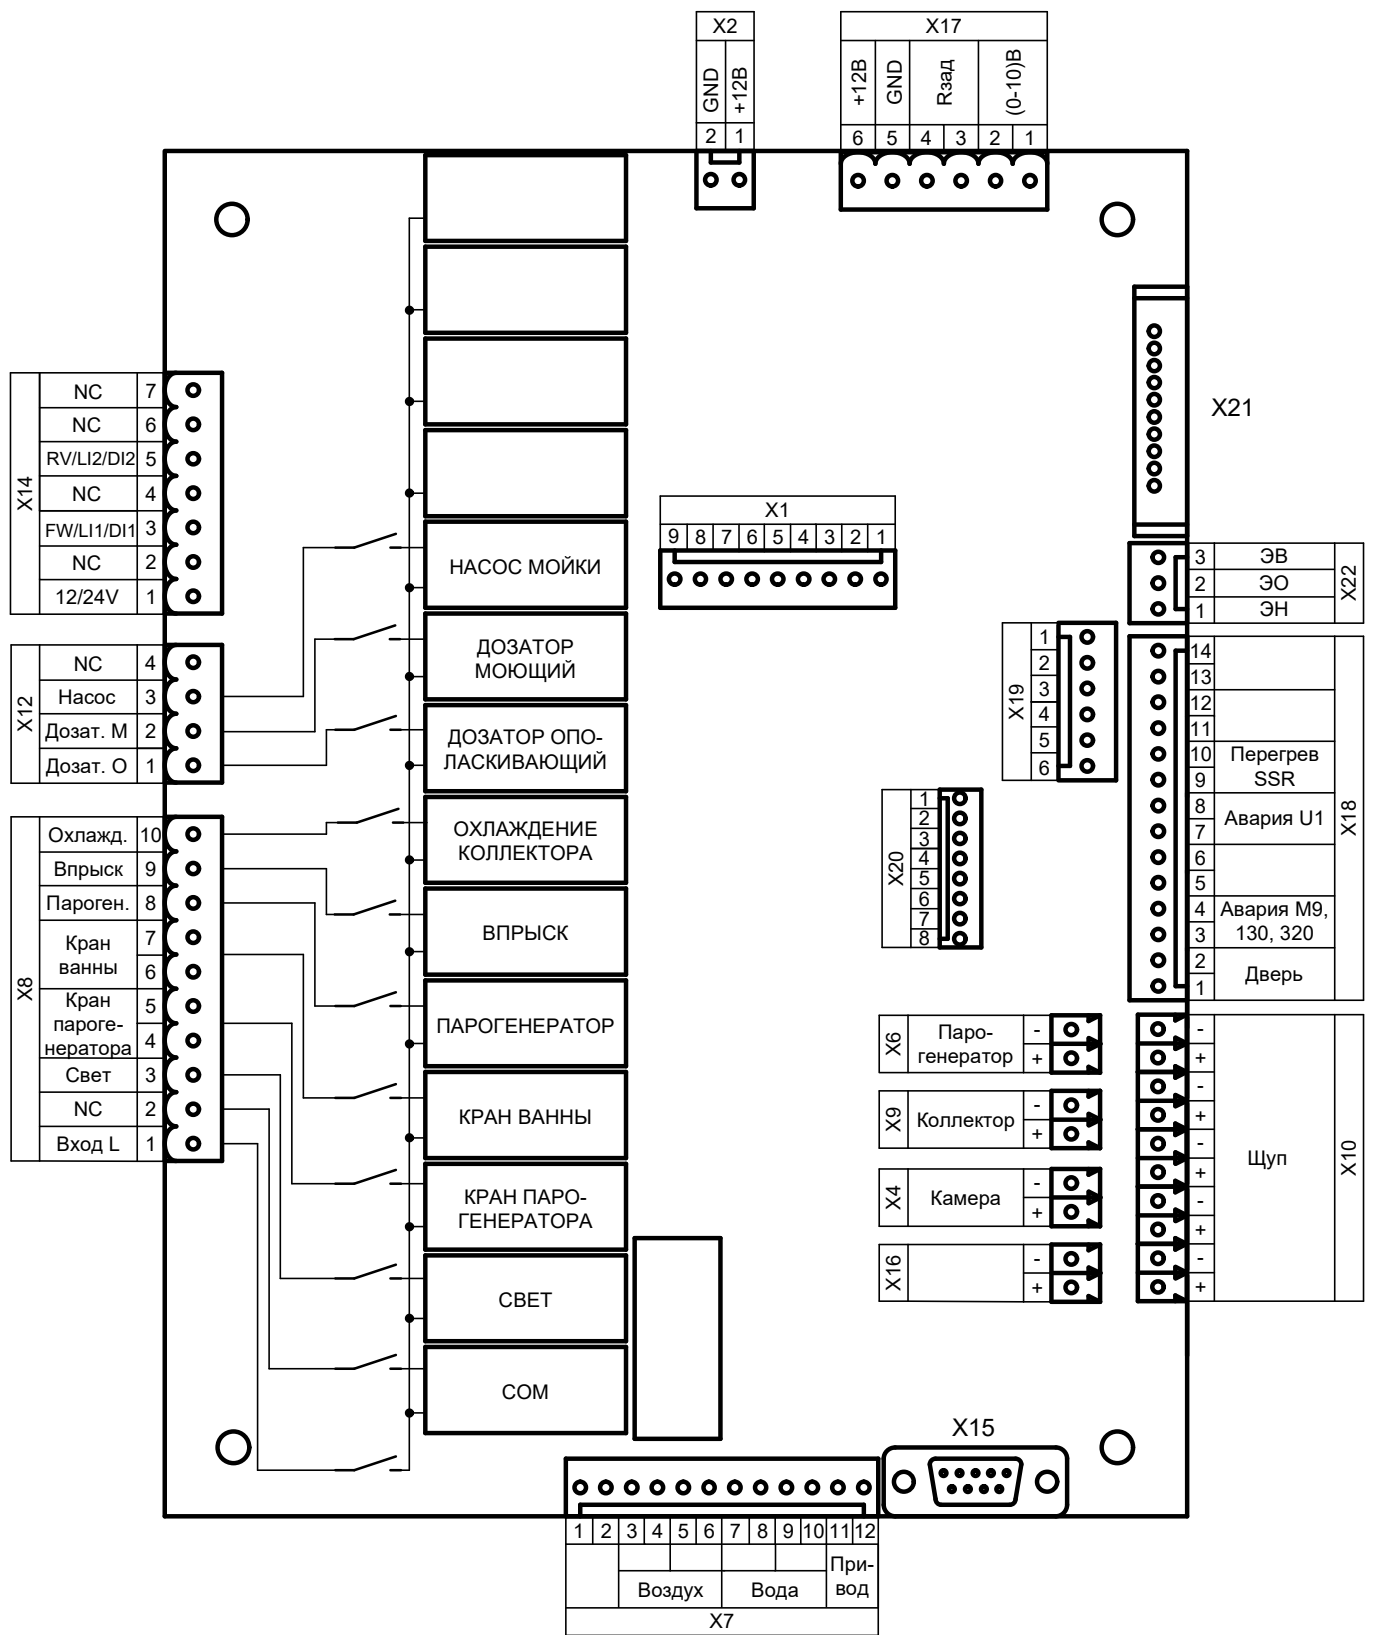 X2
GND
+12В
2 1
X17
+12В
GND
Rзад
(0-10)В
6 5 4 3 2 1
X21
X14
NC 7
NC 6
RV/LI2/DI2 5
NC 4
FW/LI1/DI1 3
NC 2
12/24V 1
X12
NC 4
Насос 3
Дозат. М 2
Дозат. О 1
X8
Охлажд. 10
Впрыск 9
Пароген. 8
Кран
ванны
7
6
Кран
пароге-
нератора
5
4
Свет 3
NC 2
Вход L 1
НАСОС МОЙКИ
ДОЗАТОР
МОЮЩИЙ
ДОЗАТОР ОПО-
ЛАСКИВАЮЩИЙ
ОХЛАЖДЕНИЕ
КОЛЛЕКТОРА
ВПРЫСК
ПАРОГЕНЕРАТОР
КРАН ВАННЫ
КРАН ПАРО-
ГЕНЕРАТОРА
СВЕТ
COM
X1
9 8 7 6 5 4 3 2 1
X22
3 ЭВ
2 ЭО
1 ЭН
X19
1
2
3
4
5
6
X18
14
13
12
11
10
9
Перегрев
SSR
8
7
Авария U1
6
5
4
3
Авария М9,
130, 320
2
1
Дверь
X20
1
2
3
4
5
6
7
8
X6
Паро-
генератор
-
+
X9
Коллектор
-
+
X4
Камера
-
+
X16
-
+
X10
Щуп
-
+
-
+
-
+
-
+
-
+
X15
1 2 3 4 5 6 7 8 9 10 11 12
Воздух
Вода
При-
вод
X7